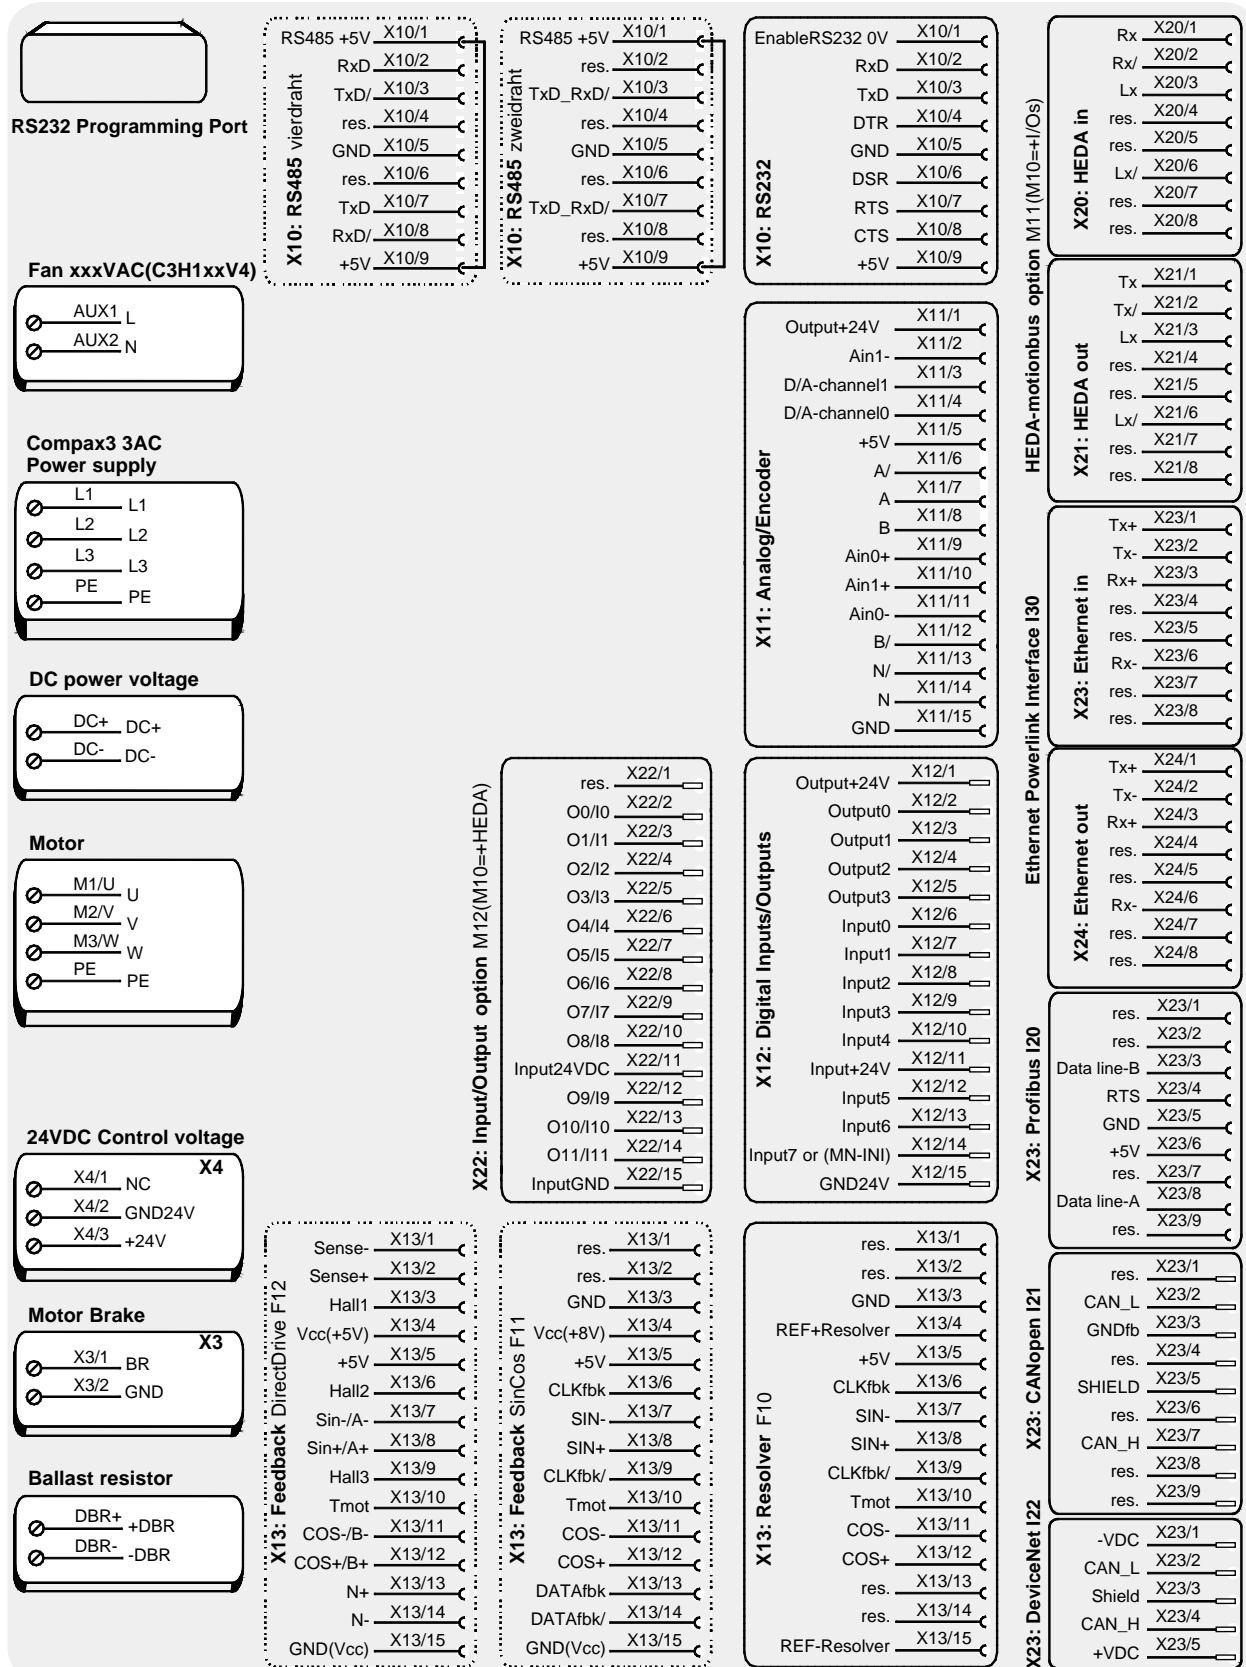 RS232 Programming Port
Fan xxxVAC(C3H1xxV4)
AUX1 L
AUX2 N
Compax3 3AC
Power supply
L1 L1
L2 L2
L3 L3
PE PE
DC power voltage
DC+ DC+
DC- DC-
Motor
M1/U U
M2/V V
M3/W W
PE PE
24VDC Control voltage
X4
X4/1 NC
X4/2 GND24V
X4/3 +24V
Motor Brake
X3
X3/1 BR
X3/2 GND
Ballast resistor
DBR+ +DBR
DBR- -DBR
X10: RS485 vierdraht
RS485 +5V X10/1
RxD X10/2
TxD/ X10/3
res. X10/4
GND X10/5
res. X10/6
TxD X10/7
RxD/ X10/8
+5V X10/9
X10: RS485 zweidraht
RS485 +5V X10/1
res. X10/2
TxD_RxD/ X10/3
res. X10/4
GND X10/5
res. X10/6
TxD_RxD/ X10/7
res. X10/8
+5V X10/9
X10: RS232
EnableRS232 0V X10/1
RxD X10/2
TxD X10/3
DTR X10/4
GND X10/5
DSR X10/6
RTS X10/7
CTS X10/8
+5V X10/9
X11: Analog/Encoder
Output+24V X11/1
Ain1- X11/2
D/A-channel1 X11/3
D/A-channel0 X11/4
+5V X11/5
A/ X11/6
A X11/7
B X11/8
Ain0+ X11/9
Ain1+ X11/10
Ain0- X11/11
B/ X11/12
N/ X11/13
N X11/14
GND X11/15
X22: Input/Output option M12(M10=+HEDA)
res. X22/1
O0/I0 X22/2
O1/I1 X22/3
O2/I2 X22/4
O3/I3 X22/5
O4/I4 X22/6
O5/I5 X22/7
O6/I6 X22/8
O7/I7 X22/9
O8/I8 X22/10
Input24VDC X22/11
O9/I9 X22/12
O10/I10 X22/13
O11/I11 X22/14
InputGND X22/15
X12: Digital Inputs/Outputs
Output+24V X12/1
Output0 X12/2
Output1 X12/3
Output2 X12/4
Output3 X12/5
Input0 X12/6
Input1 X12/7
Input2 X12/8
Input3 X12/9
Input4 X12/10
Input+24V X12/11
Input5 X12/12
Input6 X12/13
Input7 or (MN-INI) X12/14
GND24V X12/15
X13: Feedback DirectDrive F12
Sense- X13/1
Sense+ X13/2
Hall1 X13/3
Vcc(+5V) X13/4
+5V X13/5
Hall2 X13/6
Sin-/A- X13/7
Sin+/A+ X13/8
Hall3 X13/9
Tmot X13/10
COS-/B- X13/11
COS+/B+ X13/12
N+ X13/13
N- X13/14
GND(Vcc) X13/15
X13: Feedback SinCos F11
res. X13/1
res. X13/2
GND X13/3
Vcc(+8V) X13/4
+5V X13/5
CLKfbk X13/6
SIN- X13/7
SIN+ X13/8
CLKfbk/ X13/9
Tmot X13/10
COS- X13/11
COS+ X13/12
DATAfbk X13/13
DATAfbk/ X13/14
GND(Vcc) X13/15
X13: Resolver F10
res. X13/1
res. X13/2
GND X13/3
REF+Resolver X13/4
+5V X13/5
CLKfbk X13/6
SIN- X13/7
SIN+ X13/8
CLKfbk/ X13/9
Tmot X13/10
COS- X13/11
COS+ X13/12
res. X13/13
res. X13/14
REF-Resolver X13/15
HEDA-motionbus option M11(M10=+I/Os)
X20: HEDA in
Rx X20/1
Rx/ X20/2
Lx X20/3
res. X20/4
res. X20/5
Lx/ X20/6
res. X20/7
res. X20/8
X21: HEDA out
Tx X21/1
Tx/ X21/2
Lx X21/3
res. X21/4
res. X21/5
Lx/ X21/6
res. X21/7
res. X21/8
Ethernet Powerlink Interface I30
X23: Ethernet in
Tx+ X23/1
Tx- X23/2
Rx+ X23/3
res. X23/4
res. X23/5
Rx- X23/6
res. X23/7
res. X23/8
X24: Ethernet out
Tx+ X24/1
Tx- X24/2
Rx+ X24/3
res. X24/4
res. X24/5
Rx- X24/6
res. X24/7
res. X24/8
X23: Profibus I20
res. X23/1
res. X23/2
Data line-B X23/3
RTS X23/4
GND X23/5
+5V X23/6
res. X23/7
Data line-A X23/8
res. X23/9
X23: CANopen I21
res. X23/1
CAN_L X23/2
GNDfb X23/3
res. X23/4
SHIELD X23/5
res. X23/6
CAN_H X23/7
res. X23/8
res. X23/9
X23: DeviceNet I22
-VDC X23/1
CAN_L X23/2
Shield X23/3
CAN_H X23/4
+VDC X23/5